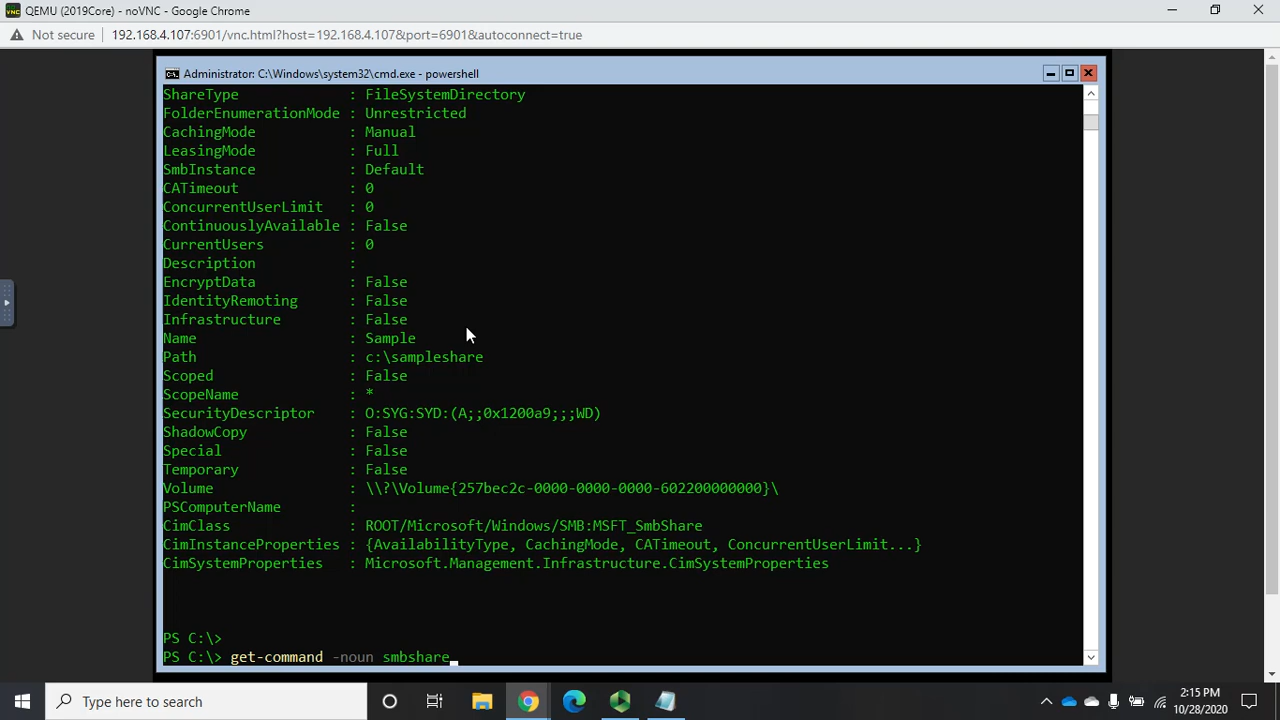 QEMU (2019Core) - noVNC - Google Chrome
Not secure 192.168.4.107:6901/vnc.html?host=192.168.4.107&port=6901&autoconnect=true
Administrator: C:\Windows\system32\cmd.exe - powershell
ShareType : FileSystemDirectory
FolderEnumerationMode : Unrestricted
CachingMode : Manual
LeasingMode : Full
SmbInstance : Default
CATimeout : 0
ConcurrentUserLimit : 0
ContinuouslyAvailable : False
CurrentUsers : 0
Description :
EncryptData : False
IdentityRemoting : False
Infrastructure : False
Name : Sample
Path : c:\sampleshare
Scoped : False
ScopeName : *
SecurityDescriptor : O:SYG:SYD:(A;;0x1200a9;;;WD)
ShadowCopy : False
Special : False
Temporary : False
Volume : \\?\Volume{257bec2c-0000-0000-0000-602200000000}\
PSComputerName :
CimClass : ROOT/Microsoft/Windows/SMB:MSFT_SmbShare
CimInstanceProperties : {AvailabilityType, CachingMode, CATimeout, ConcurrentUserLimit...}
CimSystemProperties : Microsoft.Management.Infrastructure.CimSystemProperties
PS C:\>
PS C:\> get-command -noun smbshare
Type here to search
2:15 PM
10/28/2020